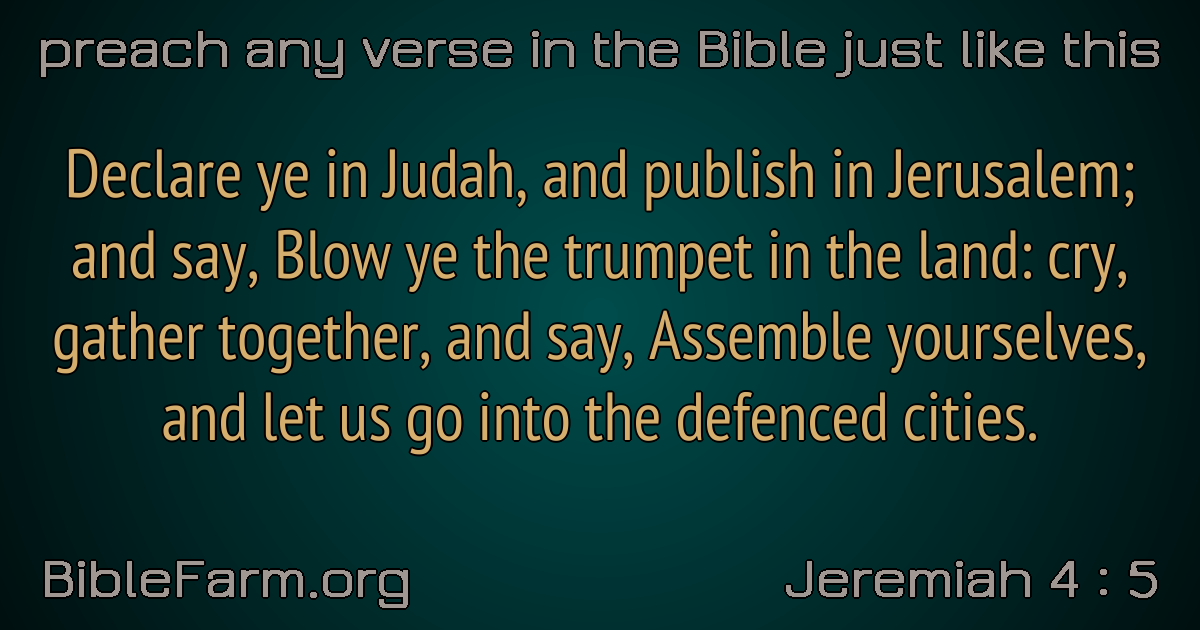 preach any verse in the Bible just like this
Declare ye in Judah, and publish in Jerusalem;
and say, Blow ye the trumpet in the land: cry,
gather together, and say, Assemble yourselves,
and let us go into the defenced cities.
BibleFarm.org
Jeremiah 4 : 5